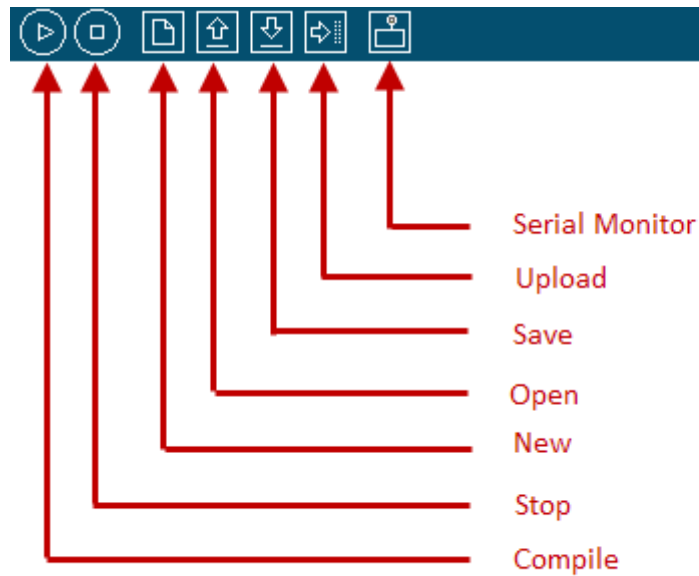 Serial Monitor
Upload
Save
Open
New
Stop
Compile